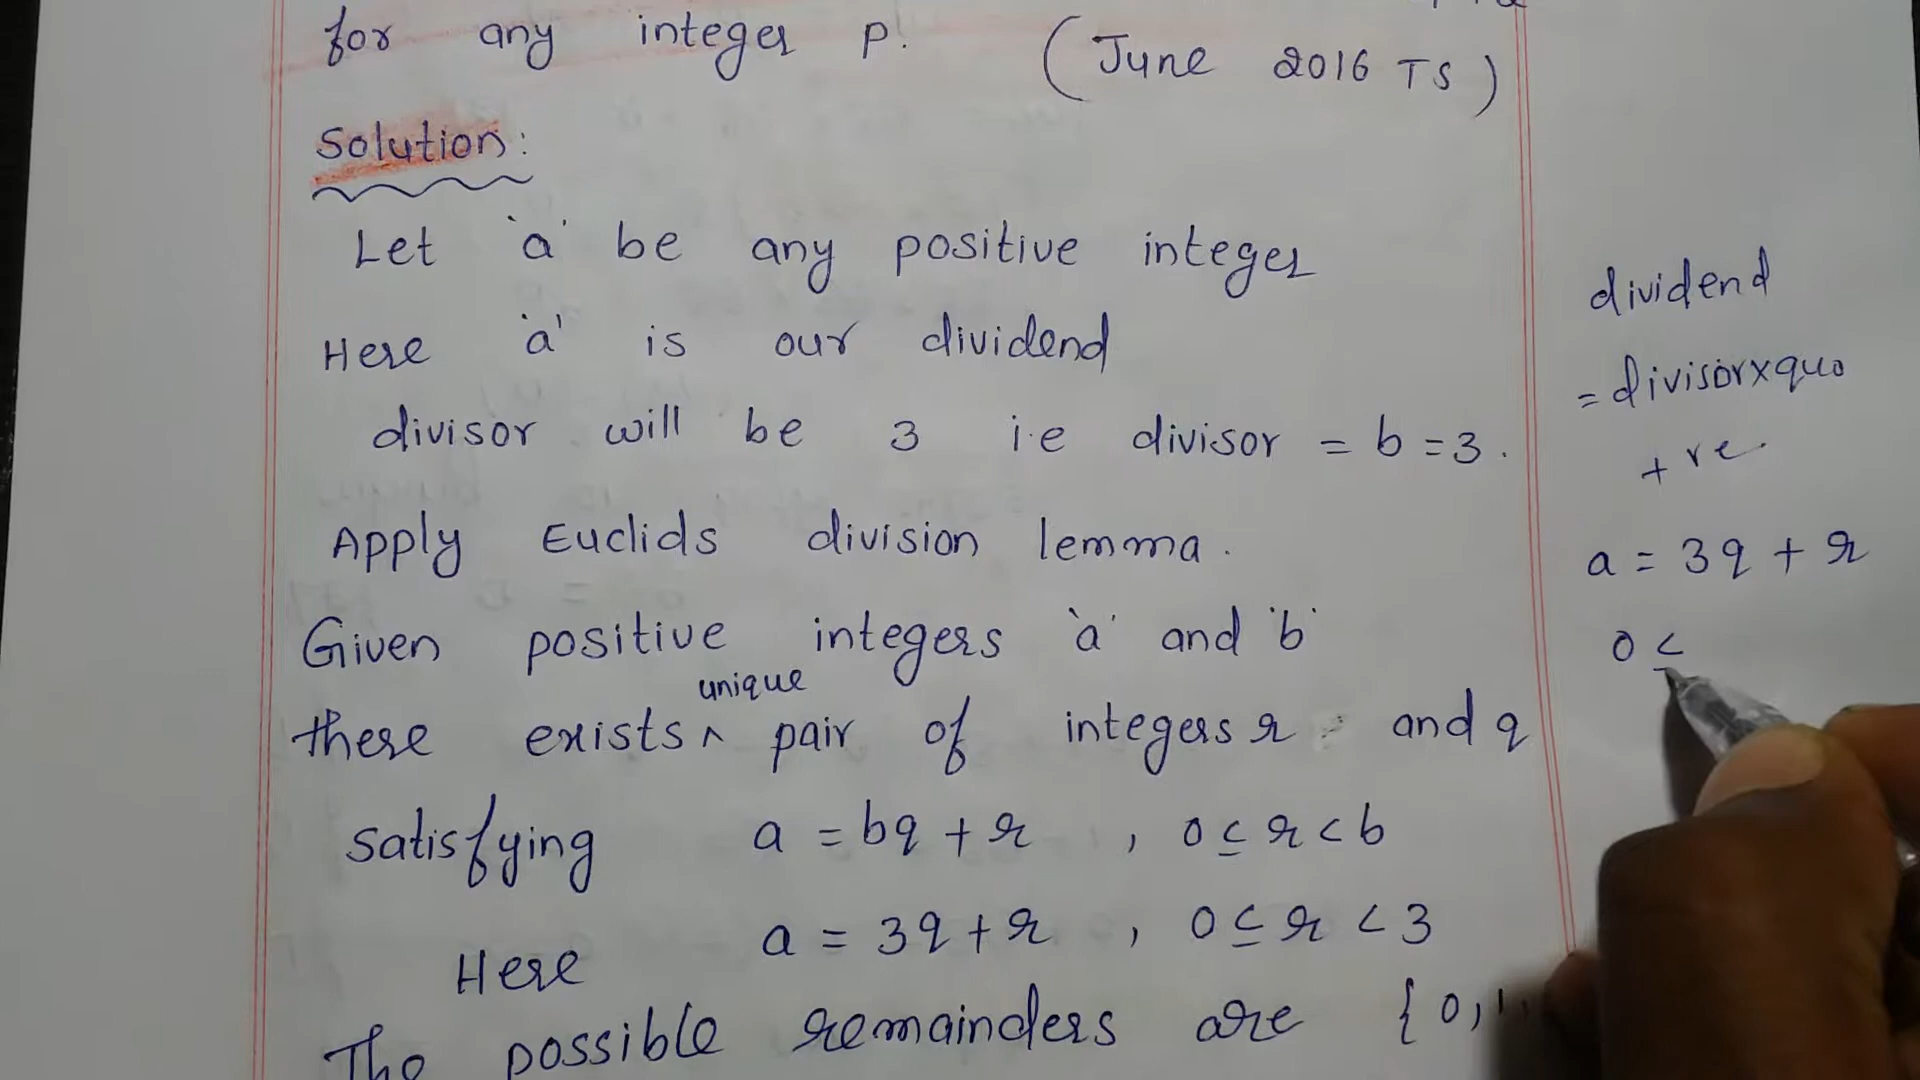 for any integer p.
(June 2016 TS)
Solution:
Let 'a' be any positive integer
Here 'a' is our dividend
divisor will be 3 i.e divisor = b = 3.
Apply Euclids division lemma.
Given positive integers 'a' and 'b'
unique
there exists ^ pair of integers r and q
satisfying a = bq + r , 0 ≤ r < b
Here a = 3q + r , 0 ≤ r < 3
The possible remainders are { 0, 1
dividend
= divisor x quo
+ re.
a = 3q + r
0 ≤